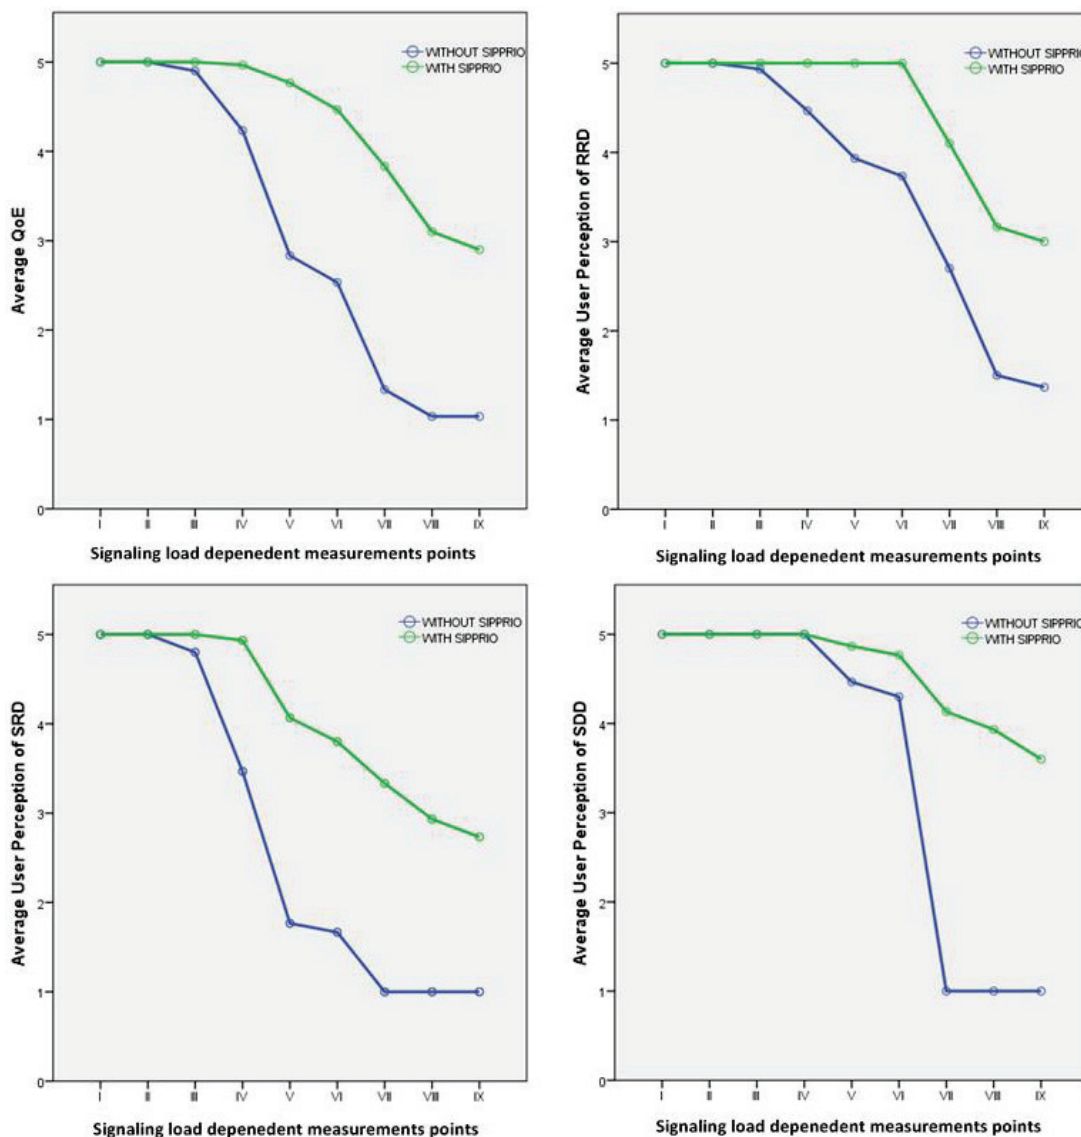 Average QoE
5
4
3
2
1
0
WITHOUT SIPPRIO
WITH SIPPRIO
I II III IV V VI VII VIII IX
Signaling load depenedent measurements points
Average User Perception of RRD
5
4
3
2
1
0
WITHOUT SIPPRIO
WITH SIPPRIO
I II III IV V VI VII VIII IX
Signaling load depenedent measurements points
Average User Perception of SRD
5
4
3
2
1
0
WITHOUT SIPPRIO
WITH SIPPRIO
I II III IV V VI VII VIII IX
Signaling load depenedent measurements points
Average User Perception of SDD
5
4
3
2
1
0
WITHOUT SIPPRIO
WITH SIPPRIO
I II III IV V VI VII VIII IX
Signaling load depenedent measurements points